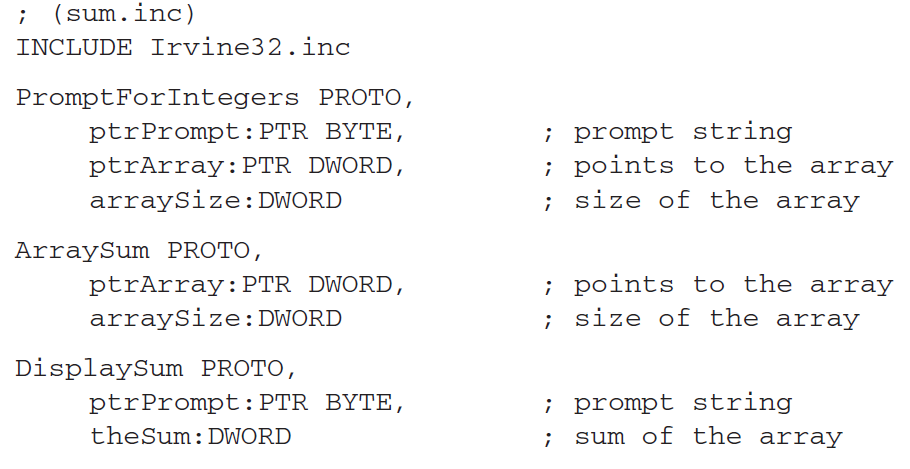 ; (sum.inc)
INCLUDE Irvine32.inc
PromptForIntegers PROTO,
ptrPrompt:PTR BYTE, ; prompt string
ptrArray:PTR DWORD, ; points to the array
arraySize:DWORD ; size of the array
ArraySum PROTO,
ptrArray:PTR DWORD, ; points to the array
arraySize:DWORD ; size of the array
DisplaySum PROTO,
ptrPrompt:PTR BYTE, ; prompt string
theSum:DWORD ; sum of the array